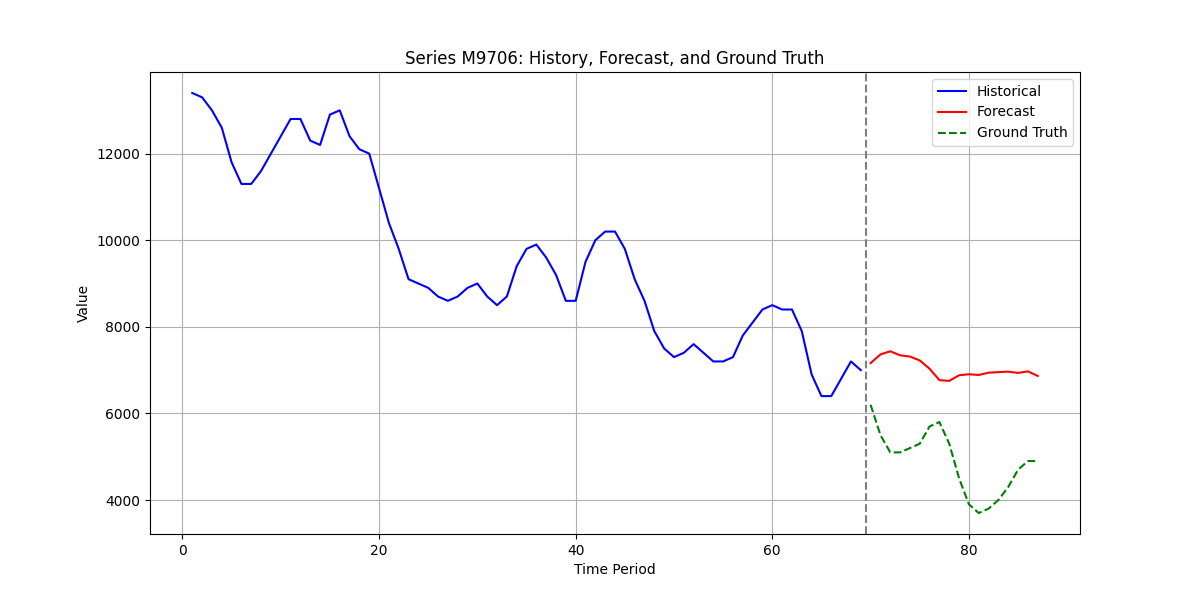 Series M9706: History, Forecast, and Ground Truth
Historical
Forecast
Ground Truth
12000
10000
8000
6000
4000
Value
0 20 40 60 80
Time Period